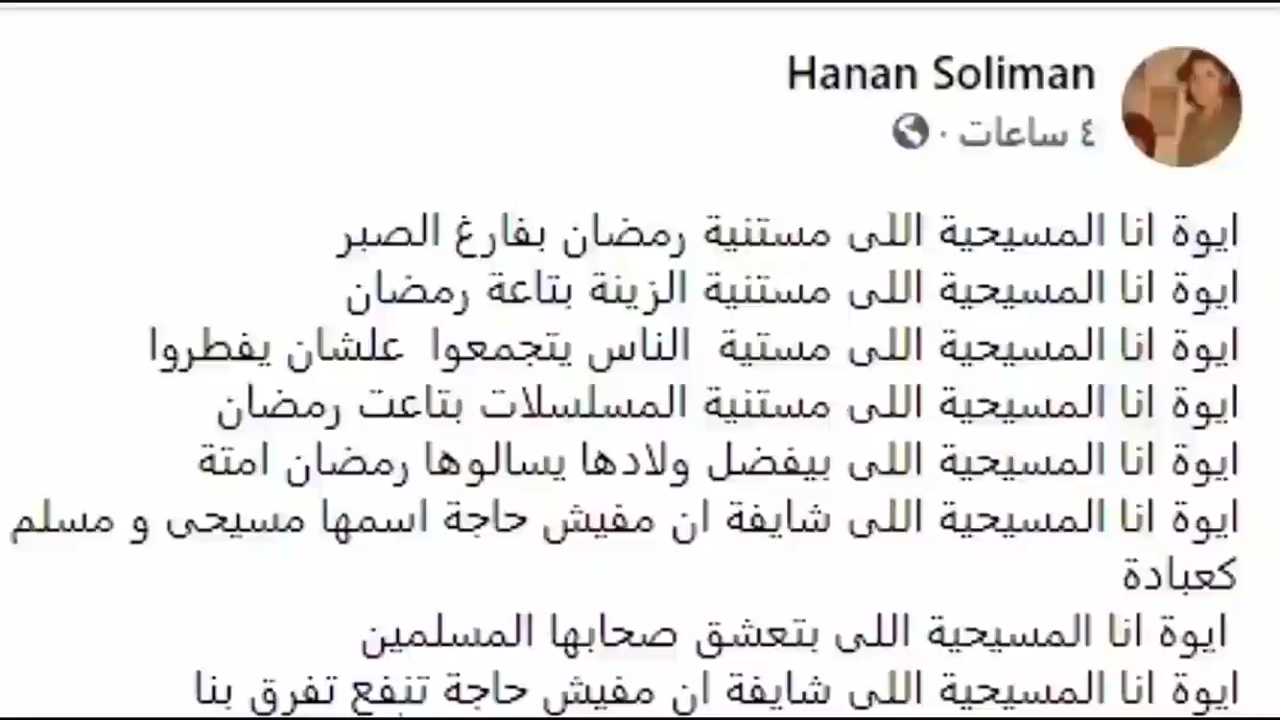 Hanan Soliman
٤ ساعات ·
ايوة انا المسيحية اللى مستنية رمضان بفارغ الصبر
ايوة انا المسيحية اللى مستنية الزينة بتاعة رمضان
ايوة انا المسيحية اللى مستية الناس يتجمعوا علشان يفطروا
ايوة انا المسيحية اللى مستنية المسلسلات بتاعت رمضان
ايوة انا المسيحية اللى بيفضل ولادها يسالوها رمضان امتة
ايوة انا المسيحية اللى شايفة ان مفيش حاجة اسمها مسيحى و مسلم
كعبادة
ايوة انا المسيحية اللى بتعشق صحابها المسلمين
ايوة انا المسيحية اللى شايفة ان مفيش حاجة تنفع تفرق بنا